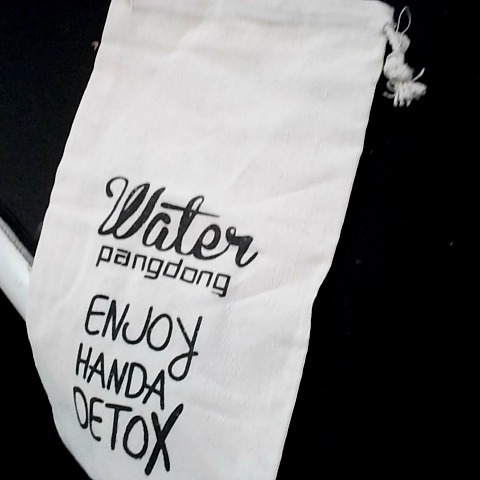 Water
pangdong
ENJOY
HANDA
DETOX